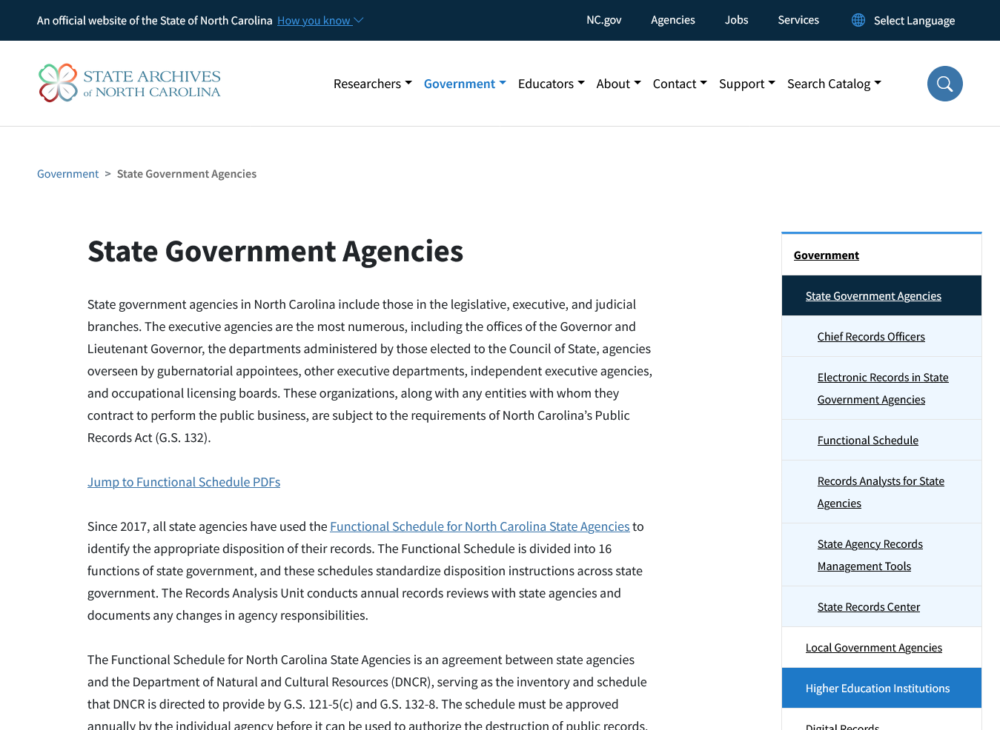 An official website of the State of North Carolina How you know
NC.gov Agencies Jobs Services Select Language
STATE ARCHIVES
of NORTH CAROLINA
Researchers Government Educators About Contact Support Search Catalog
Government > State Government Agencies
State Government Agencies
State government agencies in North Carolina include those in the legislative, executive, and judicial
branches. The executive agencies are the most numerous, including the offices of the Governor and
Lieutenant Governor, the departments administered by those elected to the Council of State, agencies
overseen by gubernatorial appointees, other executive departments, independent executive agencies,
and occupational licensing boards. These organizations, along with any entities with whom they
contract to perform the public business, are subject to the requirements of North Carolina’s Public
Records Act (G.S. 132).
Jump to Functional Schedule PDFs
Since 2017, all state agencies have used the Functional Schedule for North Carolina State Agencies to
identify the appropriate disposition of their records. The Functional Schedule is divided into 16
functions of state government, and these schedules standardize disposition instructions across state
government. The Records Analysis Unit conducts annual records reviews with state agencies and
documents any changes in agency responsibilities.
The Functional Schedule for North Carolina State Agencies is an agreement between state agencies
and the Department of Natural and Cultural Resources (DNCR), serving as the inventory and schedule
that DNCR is directed to provide by G.S. 121-5(c) and G.S. 132-8. The schedule must be approved
annually by the individual agency before it can be used to authorize the destruction of public records.
Government
State Government Agencies
Chief Records Officers
Electronic Records in State
Government Agencies
Functional Schedule
Records Analysts for State
Agencies
State Agency Records
Management Tools
State Records Center
Local Government Agencies
Higher Education Institutions
Digital Records